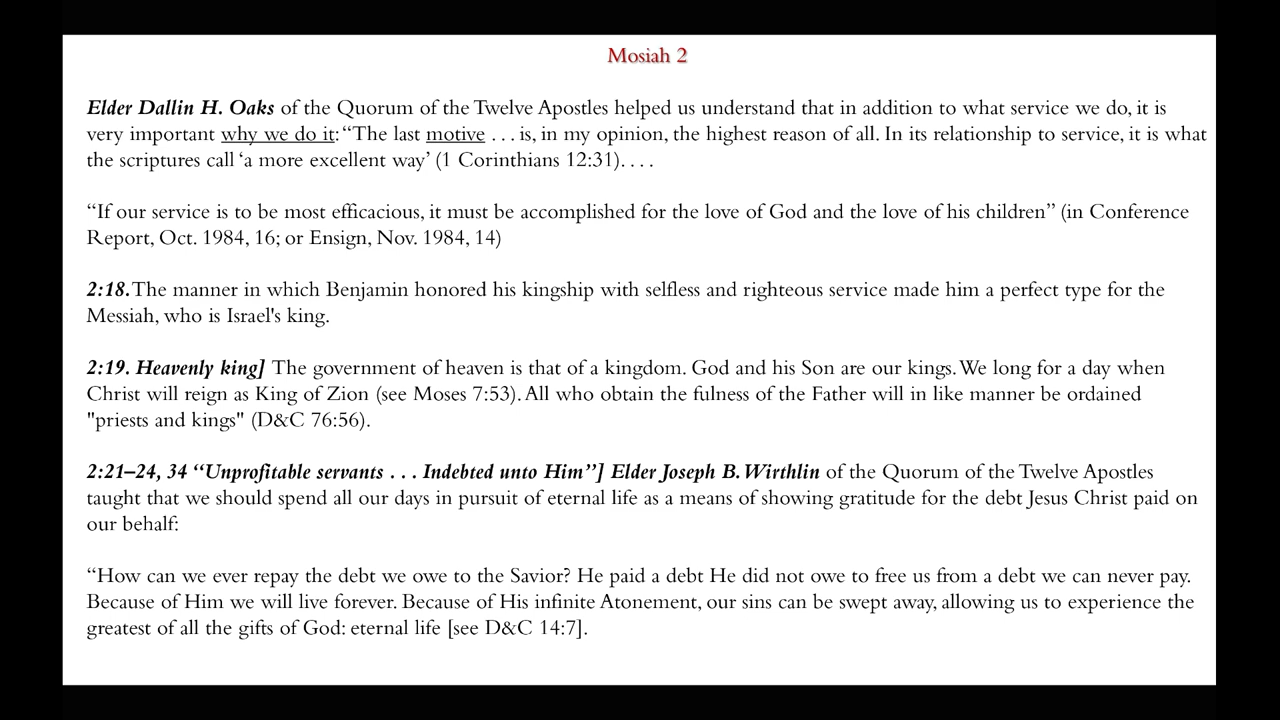 Mosiah 2
Elder Dallin H. Oaks of the Quorum of the Twelve Apostles helped us understand that in addition to what service we do, it is
very important why we do it: “The last motive . . . is, in my opinion, the highest reason of all. In its relationship to service, it is what
the scriptures call ‘a more excellent way’ (1 Corinthians 12:31). . . .
“If our service is to be most efficacious, it must be accomplished for the love of God and the love of his children” (in Conference
Report, Oct. 1984, 16; or Ensign, Nov. 1984, 14)
2:18. The manner in which Benjamin honored his kingship with selfless and righteous service made him a perfect type for the
Messiah, who is Israel's king.
2:19. Heavenly king] The government of heaven is that of a kingdom. God and his Son are our kings. We long for a day when
Christ will reign as King of Zion (see Moses 7:53). All who obtain the fulness of the Father will in like manner be ordained
"priests and kings" (D&C 76:56).
2:21–24, 34 “Unprofitable servants . . . Indebted unto Him”] Elder Joseph B. Wirthlin of the Quorum of the Twelve Apostles
taught that we should spend all our days in pursuit of eternal life as a means of showing gratitude for the debt Jesus Christ paid on
our behalf:
“How can we ever repay the debt we owe to the Savior? He paid a debt He did not owe to free us from a debt we can never pay.
Because of Him we will live forever. Because of His infinite Atonement, our sins can be swept away, allowing us to experience the
greatest of all the gifts of God: eternal life [see D&C 14:7].